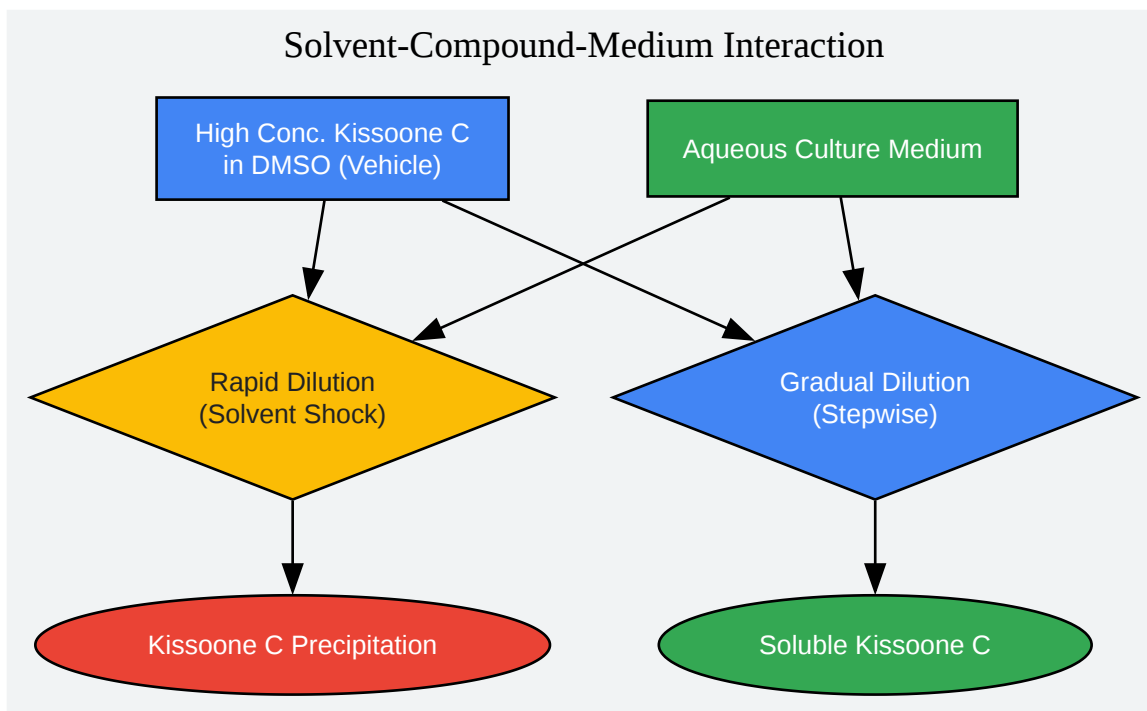 Solvent-Compound-Medium Interaction
High Conc. Kissoone C
in DMSO (Vehicle)
Aqueous Culture Medium
Rapid Dilution
(Solvent Shock)
Gradual Dilution
(Stepwise)
Kissoone C Precipitation
Soluble Kissoone C